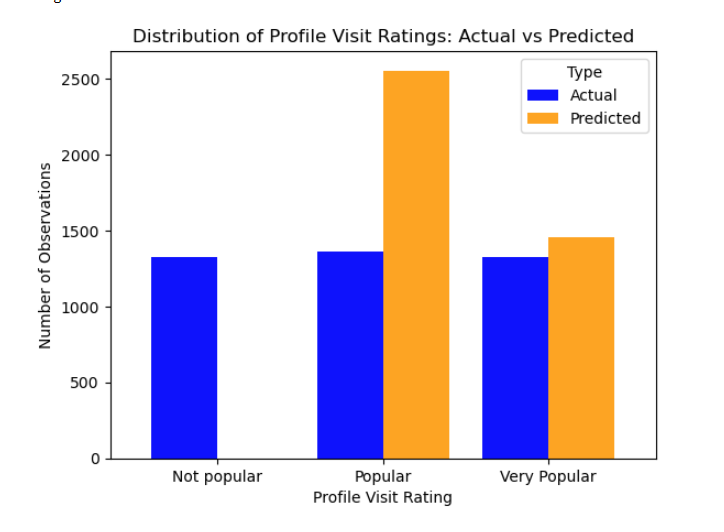 Distribution of Profile Visit Ratings: Actual vs Predicted
Type
Actual
Predicted
Number of Observations
2500
2000
1500
1000
500
0
Not popular
Popular
Very Popular
Profile Visit Rating